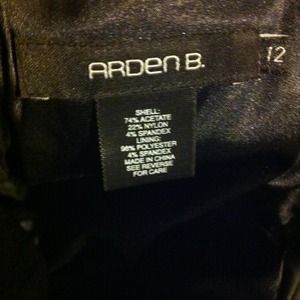 ARDEN B.
12
SHELL:
74% ACETATE
22% NYLON
4% SPANDEX
LINING:
96% POLYESTER
4% SPANDEX
MADE IN CHINA
SEE REVERSE
FOR CARE